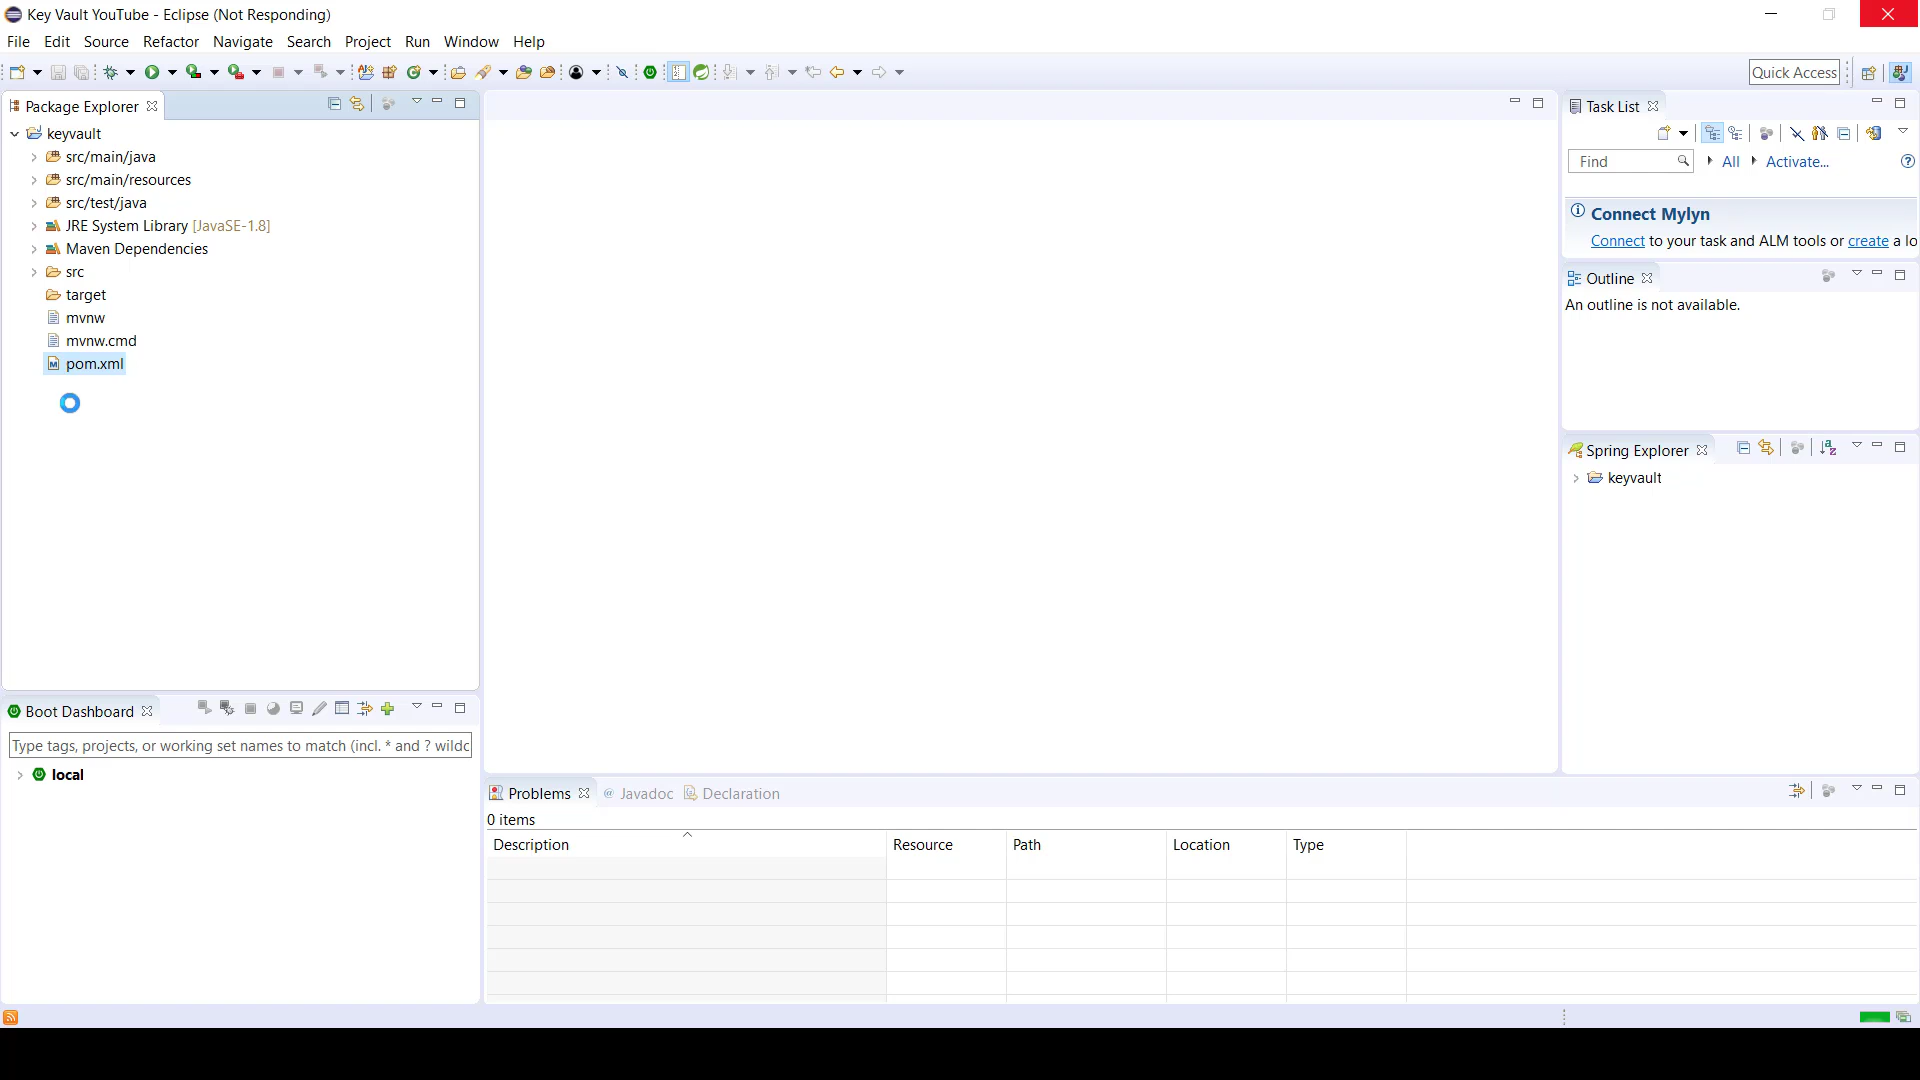 Key Vault YouTube - Eclipse (Not Responding)
File Edit Source Refactor Navigate Search Project Run Window Help
Quick Access
Package Explorer
keyvault
src/main/java
src/main/resources
src/test/java
JRE System Library [JavaSE-1.8]
Maven Dependencies
src
target
mvnw
mvnw.cmd
pom.xml
Boot Dashboard
Type tags, projects, or working set names to match (incl. * and ? wildc
local
Task List
Find All Activate...
Connect Mylyn
Connect to your task and ALM tools or create a lo
Outline
An outline is not available.
Spring Explorer
keyvault
Problems @ Javadoc Declaration
0 items
Description Resource Path Location Type